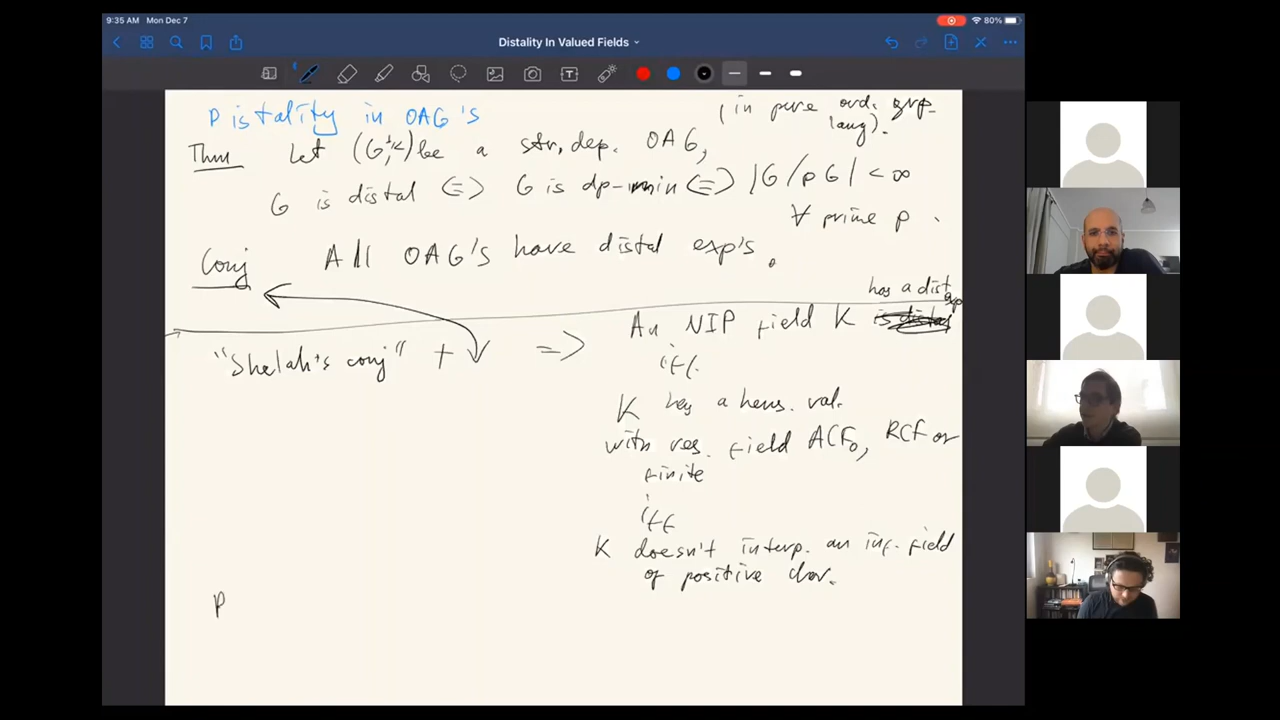 9:35 AM Mon Dec 7
80%
Distality In Valued Fields
Distality in OAG's
(in pure ord. grp. lang).
Thm Let (G,+,<) be a str. dep. OAG,
G is distal <=> G is dp-min <=> |G/pG| < ∞
∀ prime p.
Conj All OAG's have distal exp's.
has a dist exp
"Shelah's conj" + => An NIP field K
iff.
K has a hens. val.
with res. field ACF₀, RCF or
finite
iff
K doesn't interp. an inf. field
of positive char.
P